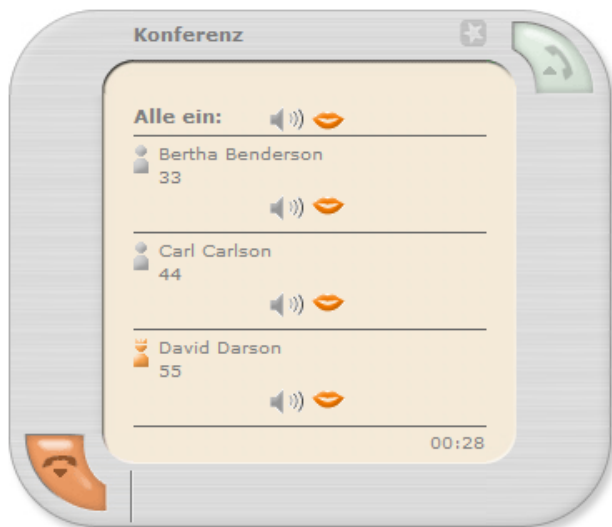 Konferenz
Alle ein:
Bertha Benderson
33
Carl Carlson
44
David Darson
55
00:28